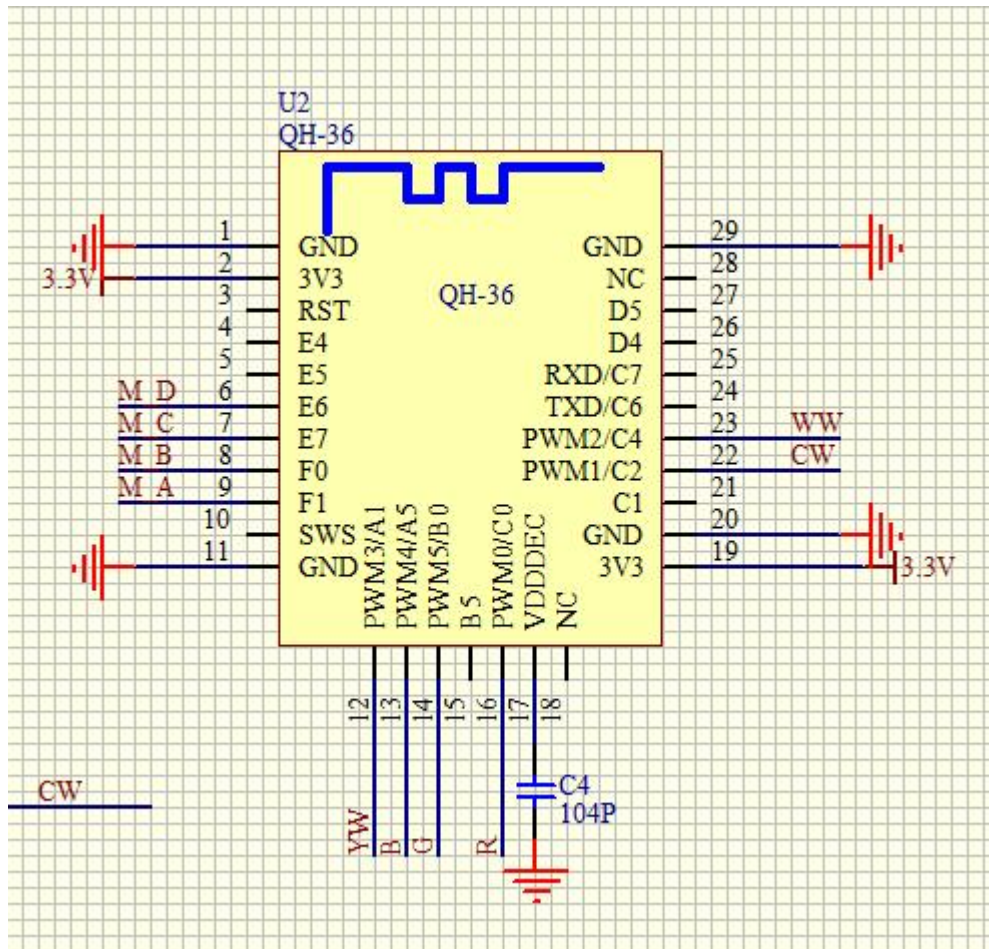 U2
QH-36
1 GND
3.3V 2 3V3
3 RST
4 E4
5 E5
M D 6 E6
M C 7 E7
M B 8 F0
M A 9 F1
10 SWS
11 GND
QH-36
GND 29
NC 28
D5 27
D4 26
RXD/C7 25
TXD/C6 24
PWM2/C4 23 WW
PWM1/C2 22 CW
C1 21
GND 20
3V3 19 3.3V
PWM3/A1 12 YW
PWM4/A5 13 B
PWM5/B0 14 G
B5 15
PWM0/C0 16 R
VDDDEC 17
NC 18
C4
104P
CW